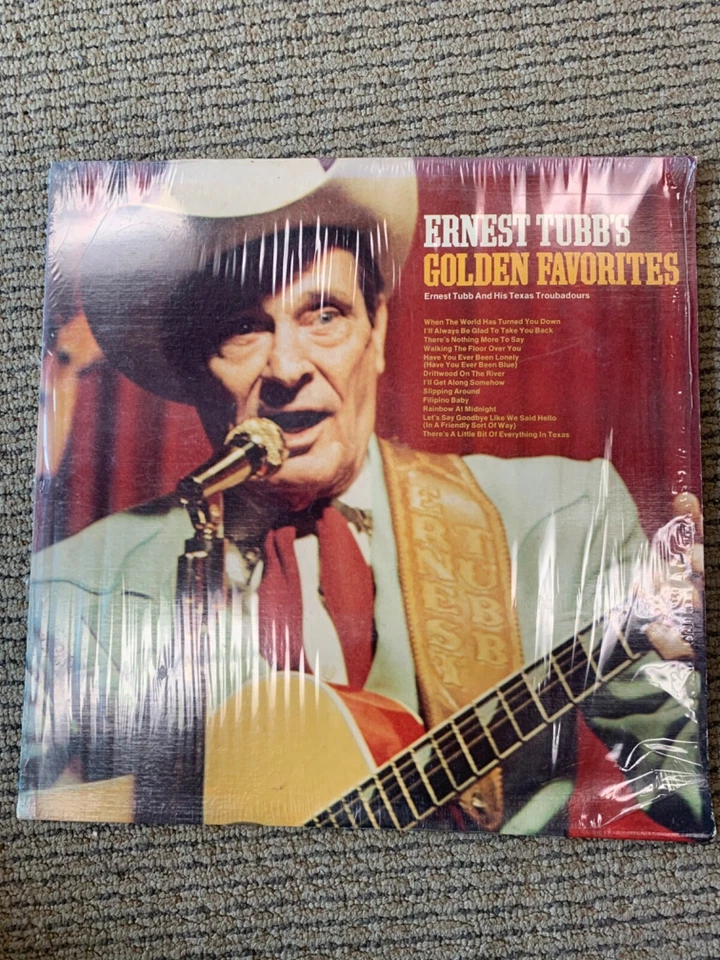 ERNEST TUBB'S
GOLDEN FAVORITES
Ernest Tubb And His Texas Troubadours
When The World Has Turned You Down
I'll Always Be Glad To Take You Back
There's Nothing More To Say
Walking The Floor Over You
Have You Ever Been Lonely
(Have You Ever Been Blue)
Driftwood On The River
I'll Get Along Somehow
Slipping Around
Filipino Baby
Rainbow At Midnight
Let's Say Goodbye Like We Said Hello
(In A Friendly Sort Of Way)
There's A Little Bit Of Everything In Texas
ERNEST
TUBB